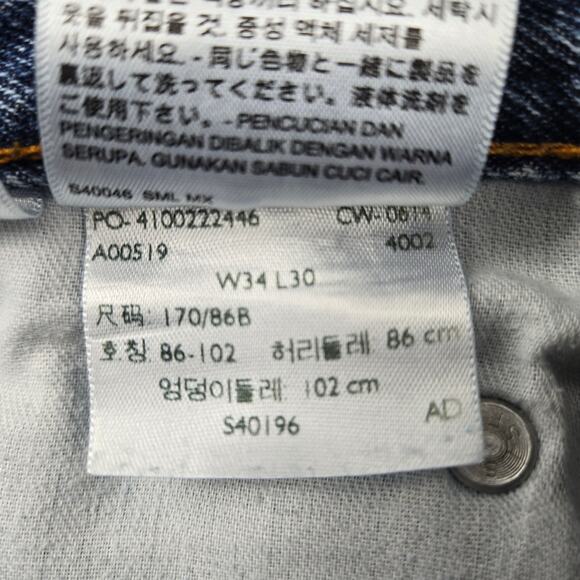 옷을 뒤집을 것. 중성 액체 세제를
사용하세요. - 同じ色物と一緒に製品を
裏返して洗ってください。液体洗剤を
ご使用下さい。- PENCUCIAN DAN
PENGERINGAN DIBALIK DENGAN WARNA
SERUPA. GUNAKAN SABUN CUCI CAIR.
S40046 SML MX
PO-4100222446 CW-0614
A00519 4002
W34 L30
尺码: 170/86B
호칭 86-102 허리둘레 86 cm
엉덩이둘레 102 cm
S40196 AD